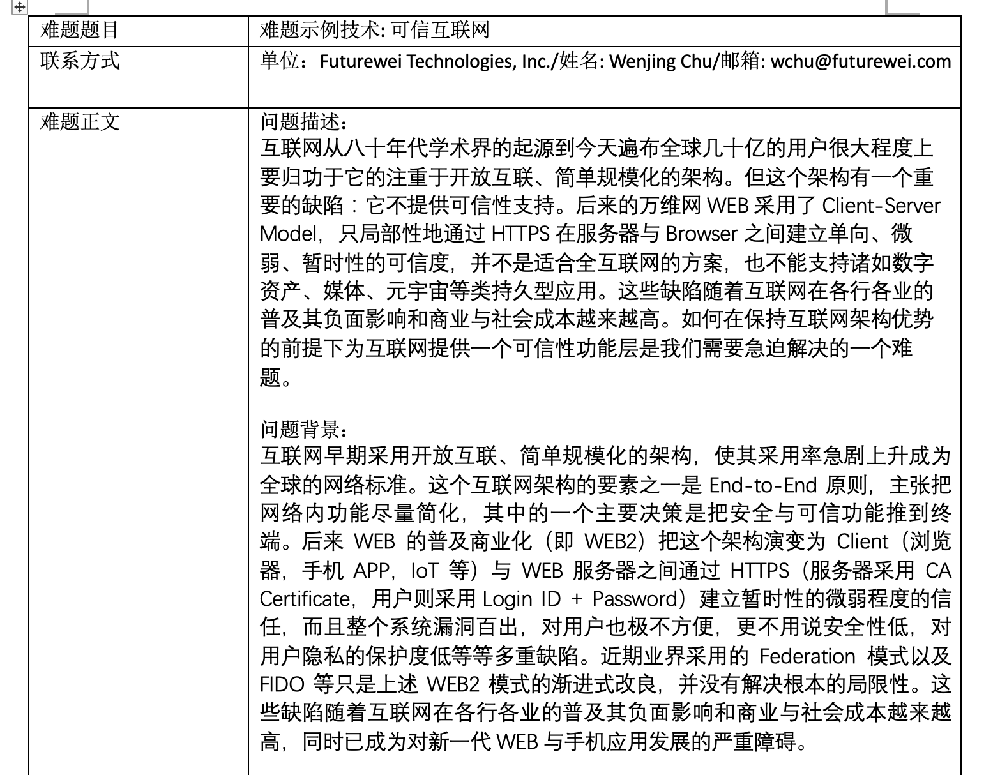 难题题目
难题示例技术: 可信互联网
联系方式
单位：Futurewei Technologies, Inc./姓名: Wenjing Chu/邮箱: wchu@futurewei.com
难题正文
问题描述：
互联网从八十年代学术界的起源到今天遍布全球几十亿的用户很大程度上
要归功于它的注重于开放互联、简单规模化的架构。但这个架构有一个重
要的缺陷：它不提供可信性支持。后来的万维网 WEB 采用了 Client-Server
Model，只局部性地通过 HTTPS 在服务器与 Browser 之间建立单向、微
弱、暂时性的可信度，并不是适合全互联网的方案，也不能支持诸如数字
资产、媒体、元宇宙等类持久型应用。这些缺陷随着互联网在各行各业的
普及其负面影响和商业与社会成本越来越高。如何在保持互联网架构优势
的前提下为互联网提供一个可信性功能层是我们需要急迫解决的一个难
题。
问题背景：
互联网早期采用开放互联、简单规模化的架构，使其采用率急剧上升成为
全球的网络标准。这个互联网架构的要素之一是 End-to-End 原则，主张把
网络内功能尽量简化，其中的一个主要决策是把安全与可信功能推到终
端。后来 WEB 的普及商业化（即 WEB2）把这个架构演变为 Client（浏览
器，手机 APP，IoT 等）与 WEB 服务器之间通过 HTTPS（服务器采用 CA
Certificate，用户则采用 Login ID + Password）建立暂时性的微弱程度的信
任，而且整个系统漏洞百出，对用户也极不方便，更不用说安全性低，对
用户隐私的保护度低等等多重缺陷。近期业界采用的 Federation 模式以及
FIDO 等只是上述 WEB2 模式的渐进式改良，并没有解决根本的局限性。这
些缺陷随着互联网在各行各业的普及其负面影响和商业与社会成本越来越
高，同时已成为对新一代 WEB 与手机应用发展的严重障碍。